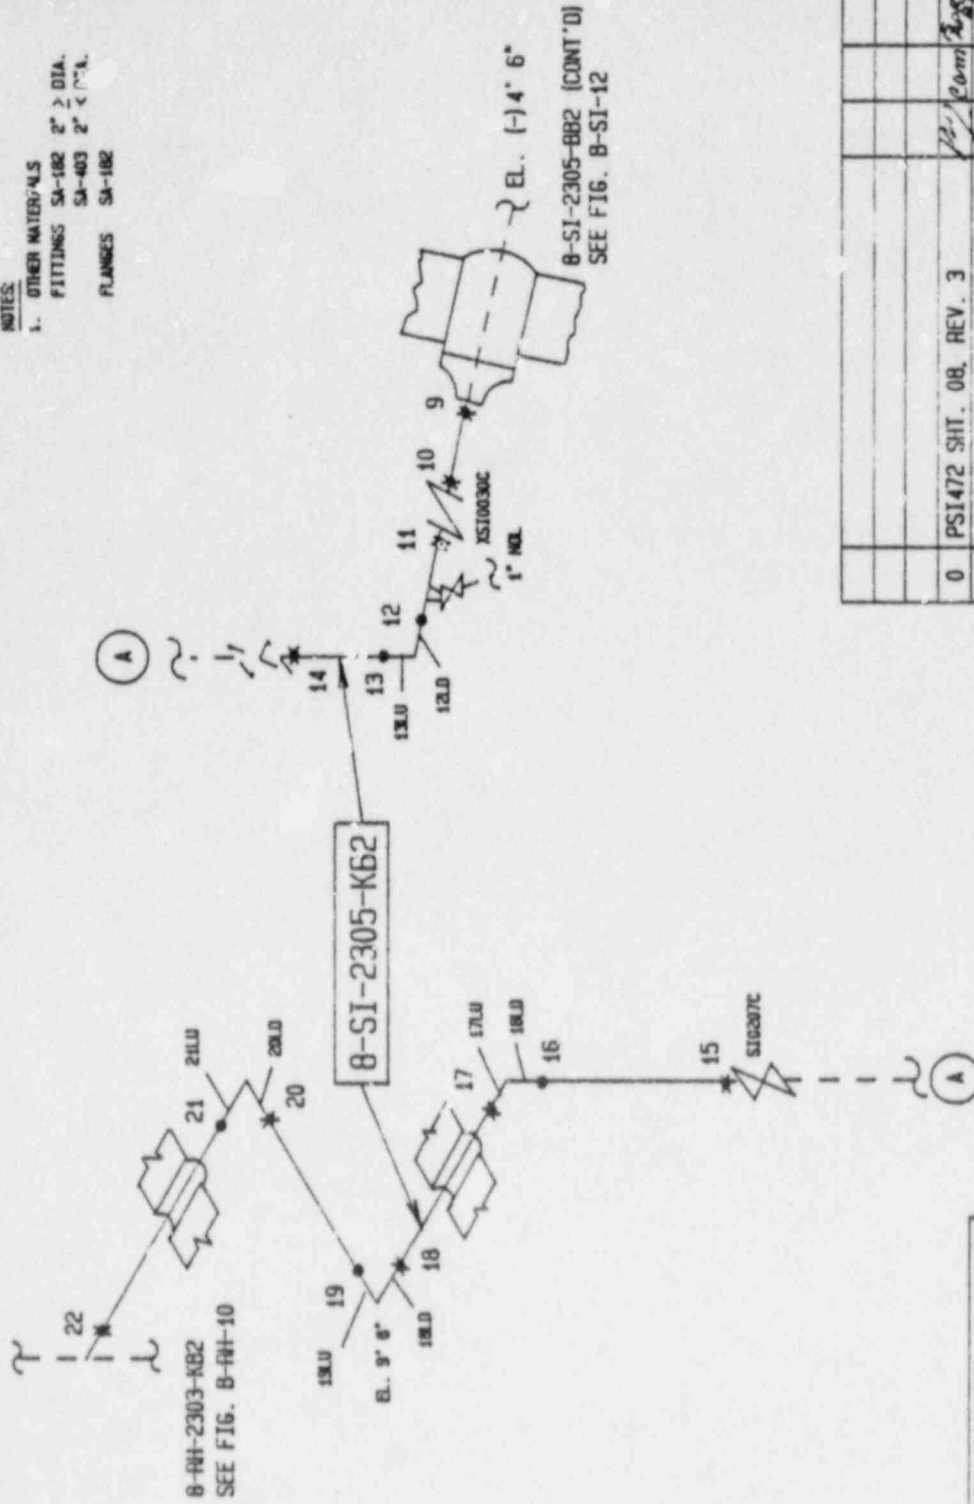 NOTES:
1. OTHER MATERIALS
FITTINGS SA-182 2" ≥ DIA.
SA-403 2" < DIA.
FLANGES SA-182
A
14
13
13LU
12LD
12
11
10
9
XSI0030C
1" NOL
EL. (-)4' 6"
8-SI-2305-BB2 (CONT'D)
SEE FIG. B-SI-12
8-SI-2305-KB2
22
8-RH-2303-KB2
SEE FIG. B-RH-10
21
21LU
20LD
20
19
19LU
EL. 9' 6"
18LD
18
17
17LU
16LD
16
15
SI0207C
A
0 PSI472 SHT. 08, REV. 3